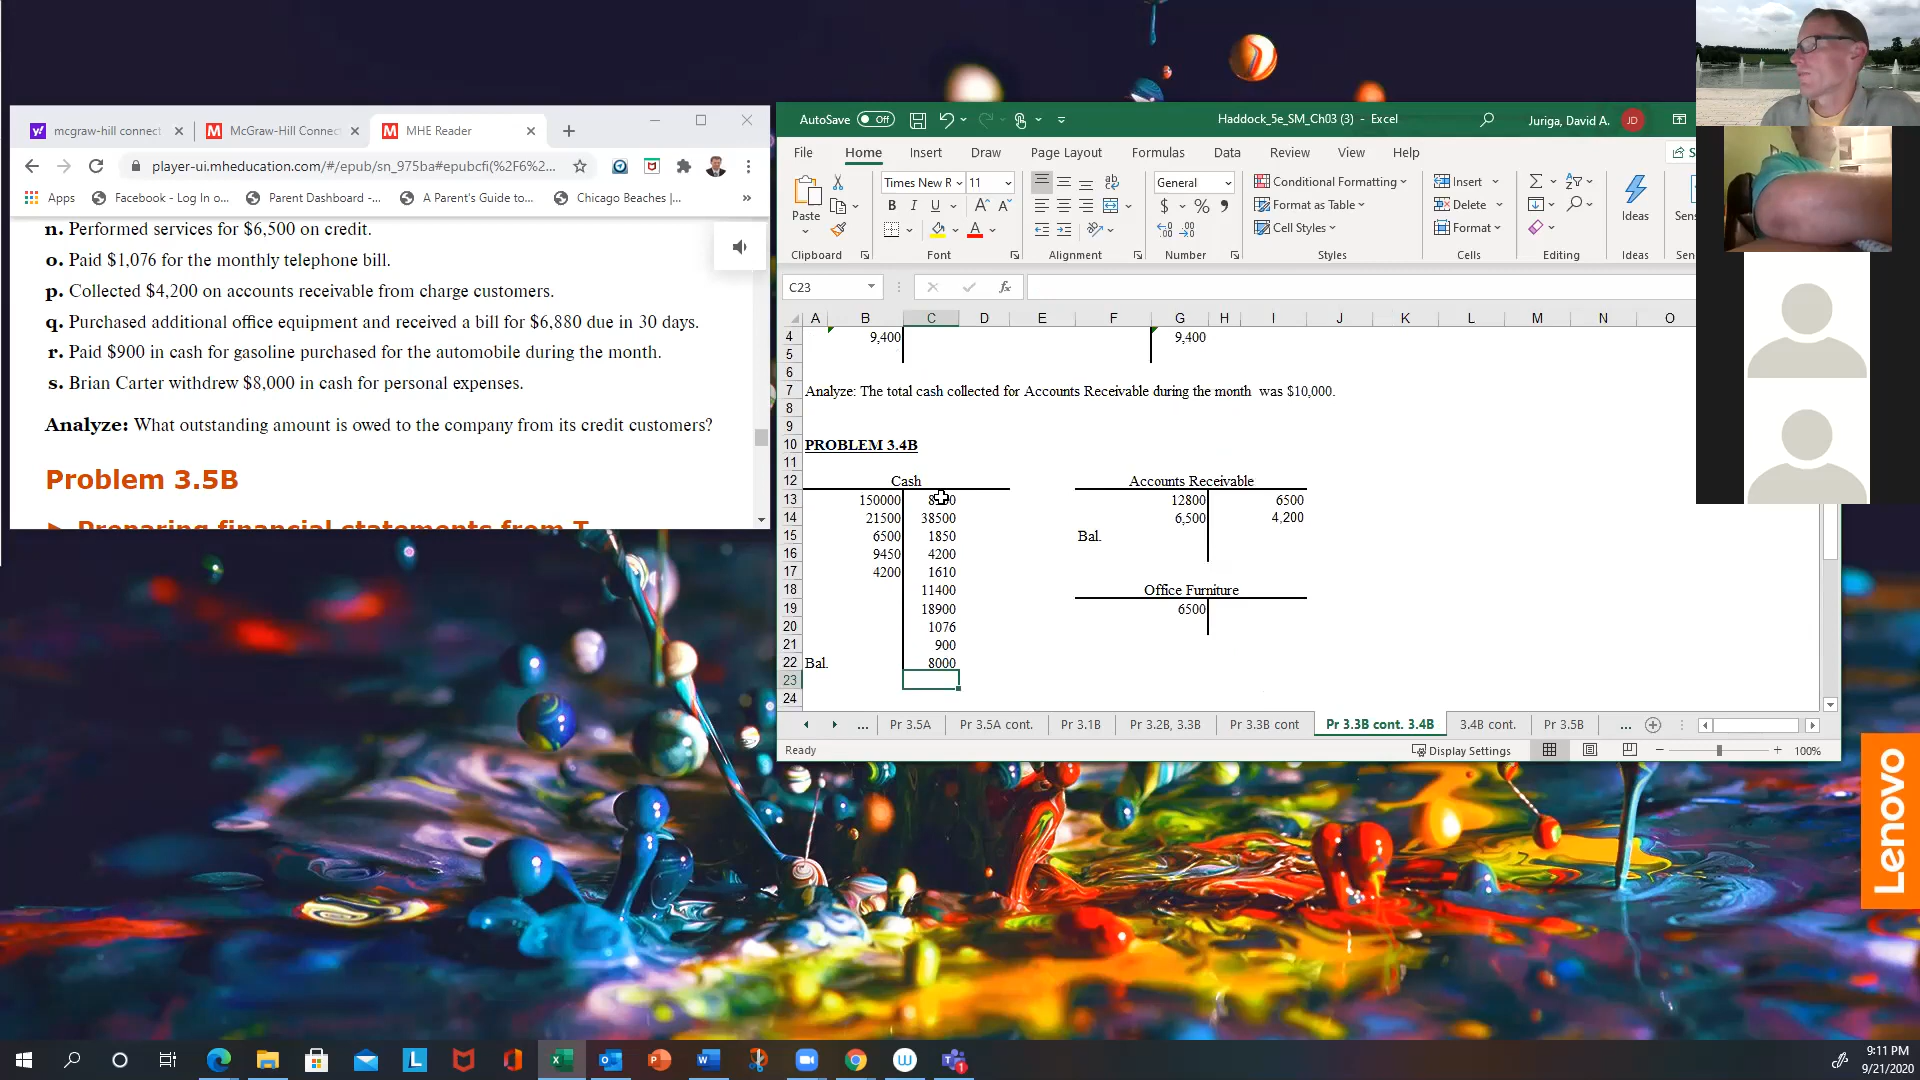 mcgraw-hill connect
McGraw-Hill Connec
MHE Reader
player-ui.mheducation.com/#/epub/sn_975ba#epubcfi(%2F6%2...
Apps
Facebook - Log In o...
Parent Dashboard -...
A Parent's Guide to...
Chicago Beaches |...
»
n. Performed services for $6,500 on credit.
o. Paid $1,076 for the monthly telephone bill.
p. Collected $4,200 on accounts receivable from charge customers.
q. Purchased additional office equipment and received a bill for $6,880 due in 30 days.
r. Paid $900 in cash for gasoline purchased for the automobile during the month.
s. Brian Carter withdrew $8,000 in cash for personal expenses.
Analyze: What outstanding amount is owed to the company from its credit customers?
Problem 3.5B
► Preparing financial statements from T
AutoSave Off
Haddock_5e_SM_Ch03 (3) - Excel
Juriga, David A.
JD
File Home Insert Draw Page Layout Formulas Data Review View Help
Paste
Clipboard
Times New R 11
B I U
Font
Alignment
General
$ % 9
Number
Conditional Formatting
Format as Table
Cell Styles
Styles
Insert
Delete
Format
Cells
Editing
Ideas
Ideas
Sens
Sen
C23
fx
A B C D E F G H I J K L M N O
4 9,400 9,400
5
6
7 Analyze: The total cash collected for Accounts Receivable during the month was $10,000.
8
9
10 PROBLEM 3.4B
11
12 Cash Accounts Receivable
13 150000 12800 6500
14 21500 38500 6,500 4,200
15 6500 1850 Bal.
16 9450 4200
17 4200 1610
18 11400 Office Furniture
19 18900 6500
20 1076
21 900
22 Bal. 8000
23
24
... Pr 3.5A Pr 3.5A cont. Pr 3.1B Pr 3.2B, 3.3B Pr 3.3B cont Pr 3.3B cont. 3.4B 3.4B cont. Pr 3.5B ...
Ready
Display Settings
100%
Lenovo
9:11 PM
9/21/2020